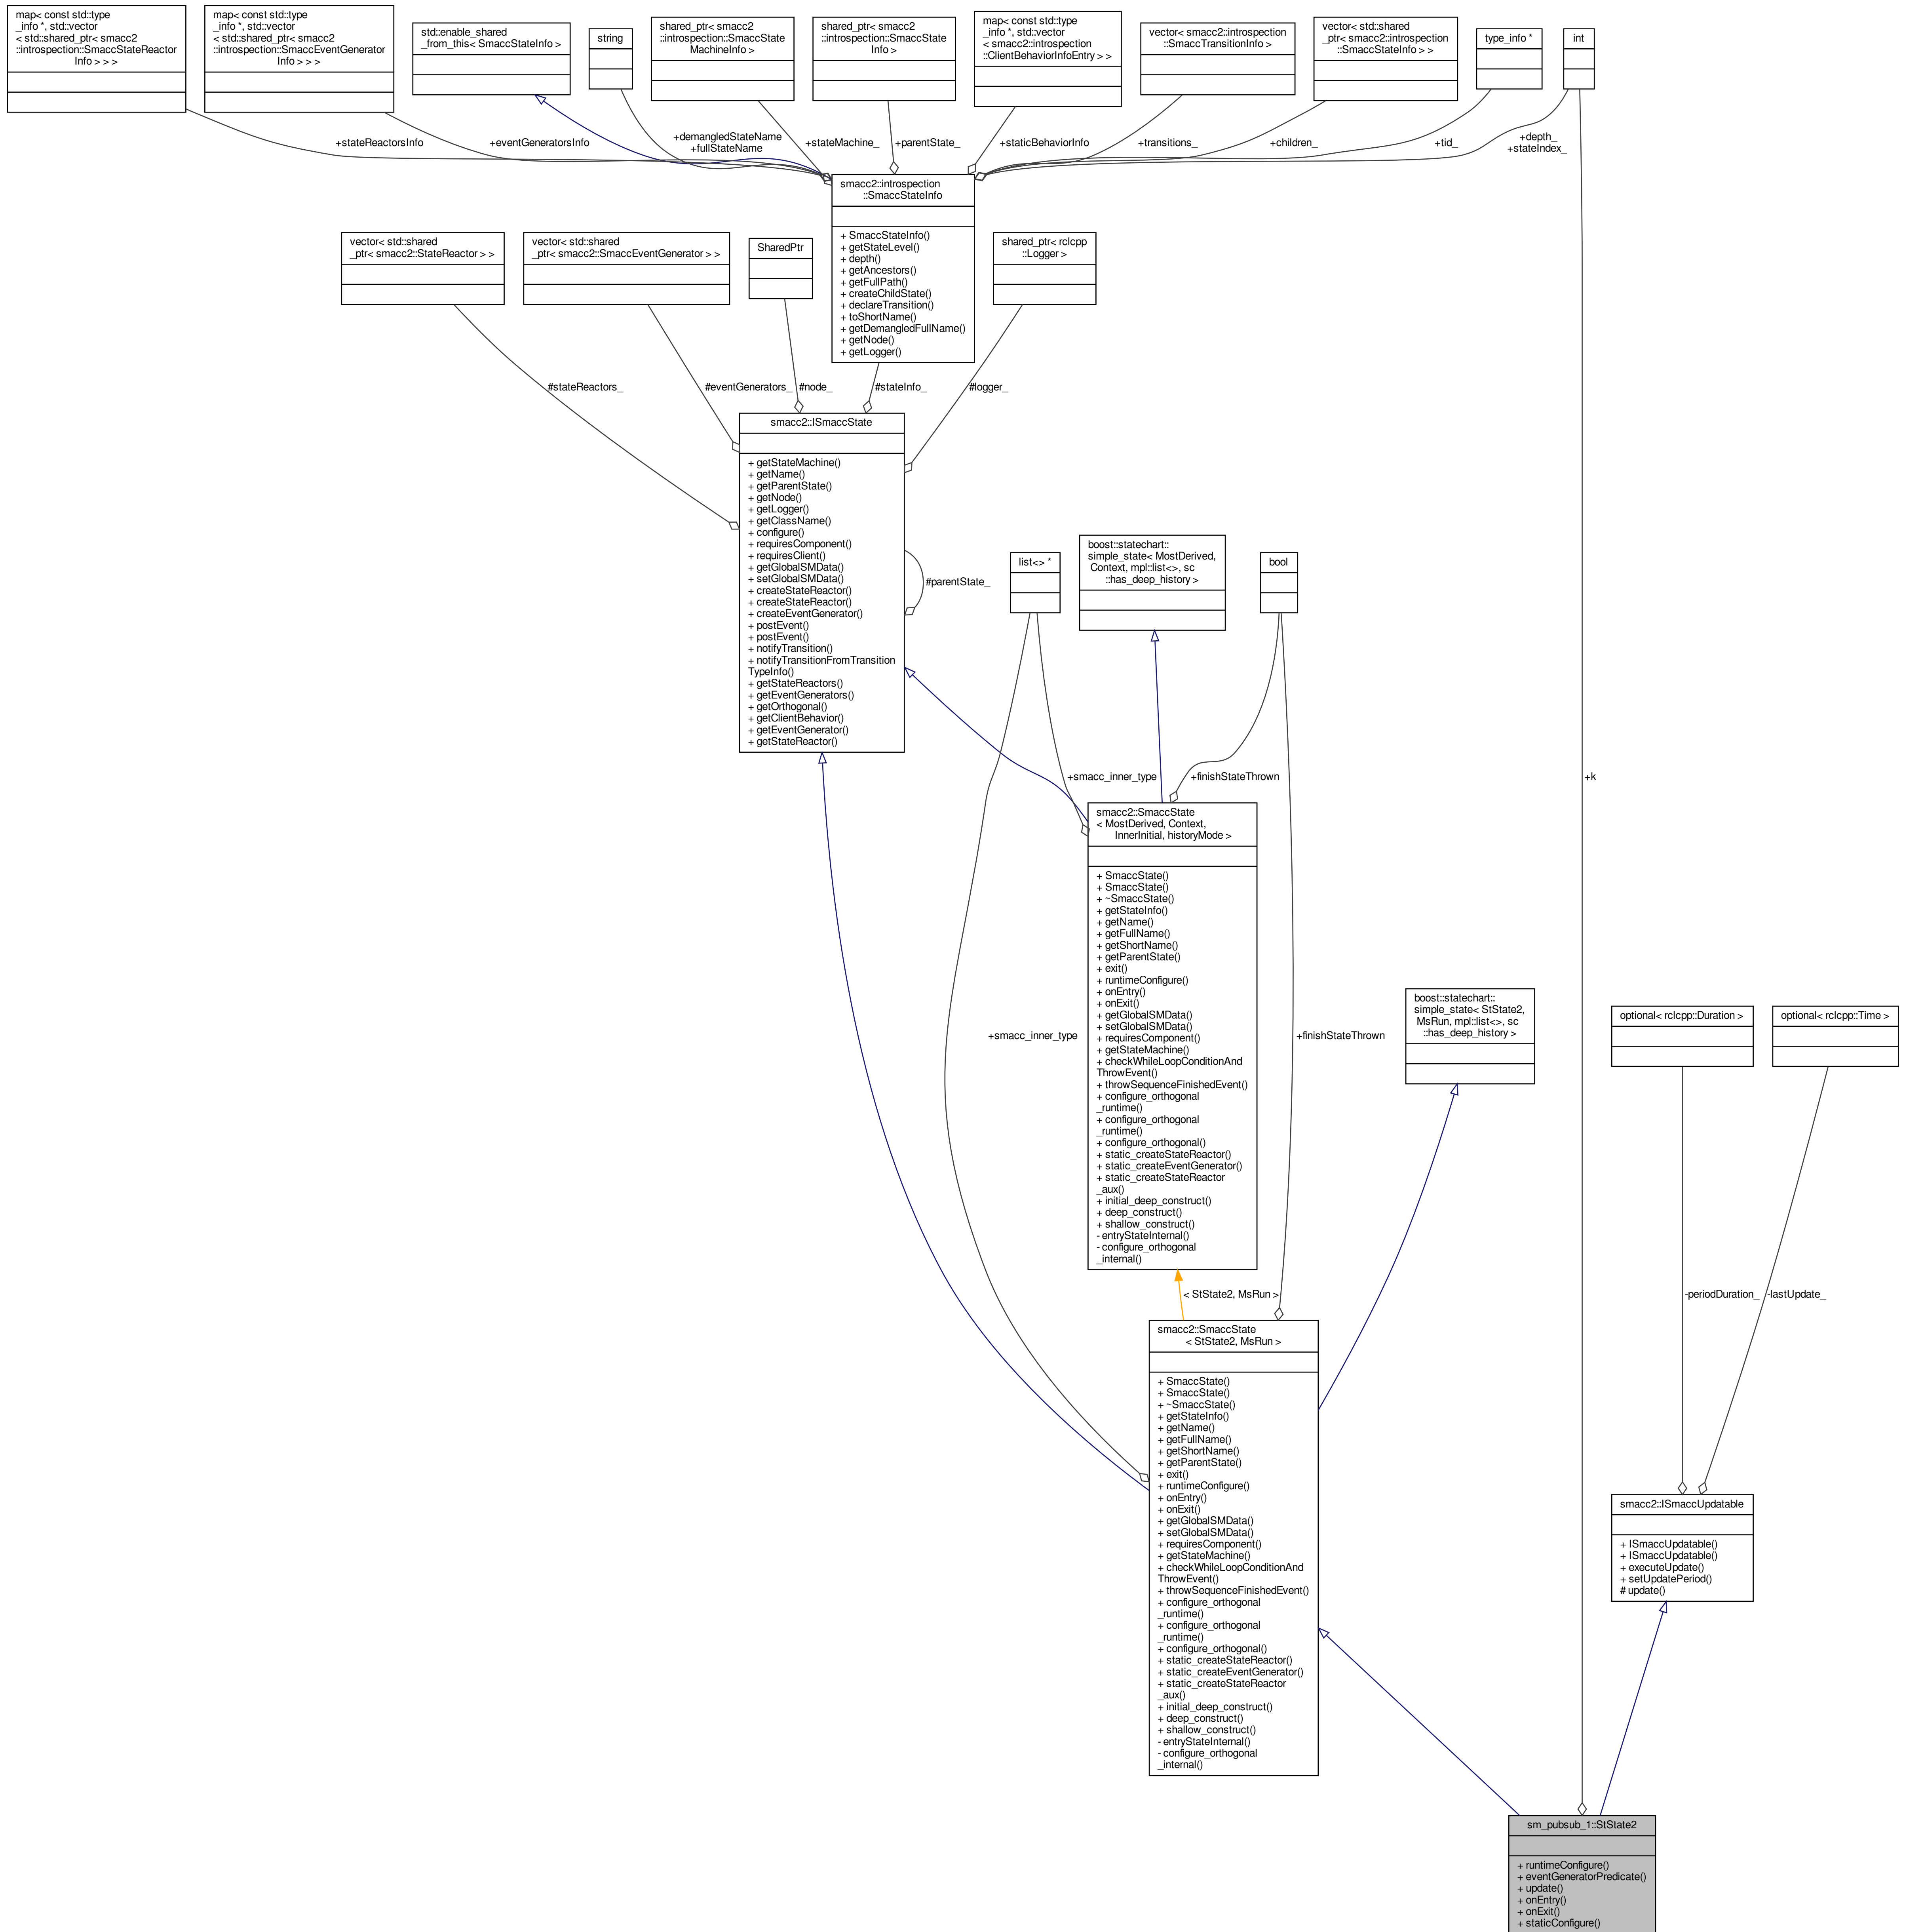 map< const std::type
_info *, std::vector
< std::shared_ptr< smacc2
::introspection::SmaccStateReactor
Info > > >
map< const std::type
_info *, std::vector
< std::shared_ptr< smacc2
::introspection::SmaccEventGenerator
Info > > >
std::enable_shared
_from_this< SmaccStateInfo >
string
shared_ptr< smacc2
::introspection::SmaccState
MachineInfo >
shared_ptr< smacc2
::introspection::SmaccState
Info >
map< const std::type
_info *, std::vector
< smacc2::introspection
::ClientBehaviorInfoEntry > >
vector< smacc2::introspection
::SmaccTransitionInfo >
vector< std::shared
_ptr< smacc2::introspection
::SmaccStateInfo > >
type_info *
int
+stateReactorsInfo
+eventGeneratorsInfo
+demangledStateName
+fullStateName
+stateMachine_
+parentState_
+staticBehaviorInfo
+transitions_
+children_
+tid_
+depth_
+stateIndex_
smacc2::introspection
::SmaccStateInfo
+ SmaccStateInfo()
+ getStateLevel()
+ depth()
+ getAncestors()
+ getFullPath()
+ createChildState()
+ declareTransition()
+ toShortName()
+ getDemangledFullName()
+ getNode()
+ getLogger()
vector< std::shared
_ptr< smacc2::StateReactor > >
vector< std::shared
_ptr< smacc2::SmaccEventGenerator > >
SharedPtr
shared_ptr< rclcpp
::Logger >
#stateReactors_
#eventGenerators_
#node_
#stateInfo_
#logger_
smacc2::ISmaccState
+ getStateMachine()
+ getName()
+ getParentState()
+ getNode()
+ getLogger()
+ getClassName()
+ configure()
+ requiresComponent()
+ requiresClient()
+ getGlobalSMData()
+ setGlobalSMData()
+ createStateReactor()
+ createStateReactor()
+ createEventGenerator()
+ postEvent()
+ postEvent()
+ notifyTransition()
+ notifyTransitionFromTransition
TypeInfo()
+ getStateReactors()
+ getEventGenerators()
+ getOrthogonal()
+ getClientBehavior()
+ getEventGenerator()
+ getStateReactor()
#parentState_
list<> *
boost::statechart::
simple_state< MostDerived,
Context, mpl::list<>, sc
::has_deep_history >
bool
+smacc_inner_type
+finishStateThrown
+k
smacc2::SmaccState
< MostDerived, Context,
InnerInitial, historyMode >
+ SmaccState()
+ SmaccState()
+ ~SmaccState()
+ getStateInfo()
+ getName()
+ getFullName()
+ getShortName()
+ getParentState()
+ exit()
+ runtimeConfigure()
+ onEntry()
+ onExit()
+ getGlobalSMData()
+ setGlobalSMData()
+ requiresComponent()
+ getStateMachine()
+ checkWhileLoopConditionAnd
ThrowEvent()
+ throwSequenceFinishedEvent()
+ configure_orthogonal
_runtime()
+ configure_orthogonal
_runtime()
+ configure_orthogonal()
+ static_createStateReactor()
+ static_createEventGenerator()
+ static_createStateReactor
_aux()
+ initial_deep_construct()
+ deep_construct()
+ shallow_construct()
- entryStateInternal()
- configure_orthogonal
_internal()
+smacc_inner_type
+finishStateThrown
boost::statechart::
simple_state< StState2,
MsRun, mpl::list<>, sc
::has_deep_history >
optional< rclcpp::Duration >
optional< rclcpp::Time >
< StState2, MsRun >
-periodDuration_
-lastUpdate_
smacc2::SmaccState
< StState2, MsRun >
+ SmaccState()
+ SmaccState()
+ ~SmaccState()
+ getStateInfo()
+ getName()
+ getFullName()
+ getShortName()
+ getParentState()
+ exit()
+ runtimeConfigure()
+ onEntry()
+ onExit()
+ getGlobalSMData()
+ setGlobalSMData()
+ requiresComponent()
+ getStateMachine()
+ checkWhileLoopConditionAnd
ThrowEvent()
+ throwSequenceFinishedEvent()
+ configure_orthogonal
_runtime()
+ configure_orthogonal
_runtime()
+ configure_orthogonal()
+ static_createStateReactor()
+ static_createEventGenerator()
+ static_createStateReactor
_aux()
+ initial_deep_construct()
+ deep_construct()
+ shallow_construct()
- entryStateInternal()
- configure_orthogonal
_internal()
smacc2::ISmaccUpdatable
+ ISmaccUpdatable()
+ ISmaccUpdatable()
+ executeUpdate()
+ setUpdatePeriod()
# update()
sm_pubsub_1::StState2
+ runtimeConfigure()
+ eventGeneratorPredicate()
+ update()
+ onEntry()
+ onExit()
+ staticConfigure()